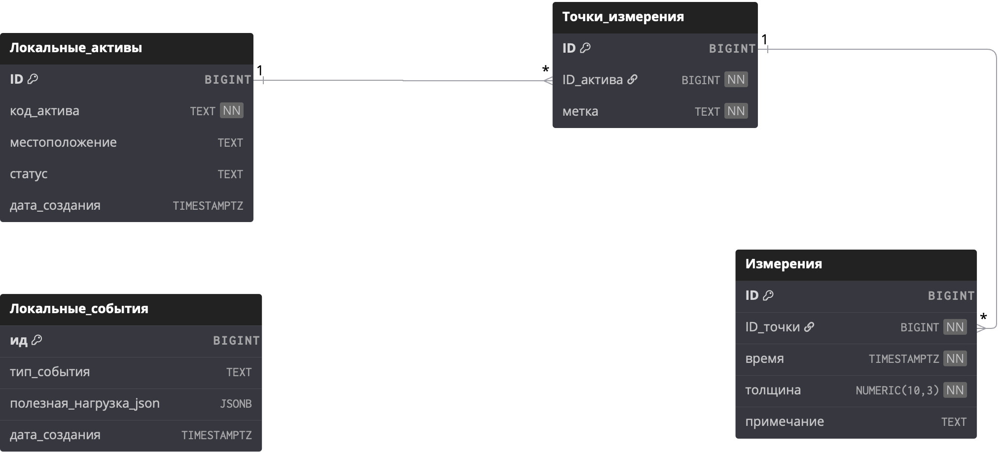 Локальные_активы
ID BIGINT
код_актива TEXT NN
местоположение TEXT
статус TEXT
дата_создания TIMESTAMPTZ
1
*
Точки_измерения
ID BIGINT
ID_актива BIGINT NN
метка TEXT NN
1
*
Локальные_события
ид BIGINT
тип_события TEXT
полезная_нагрузка_json JSONB
дата_создания TIMESTAMPTZ
Измерения
ID BIGINT
ID_точки BIGINT NN
время TIMESTAMPTZ NN
толщина NUMERIC(10,3) NN
примечание TEXT